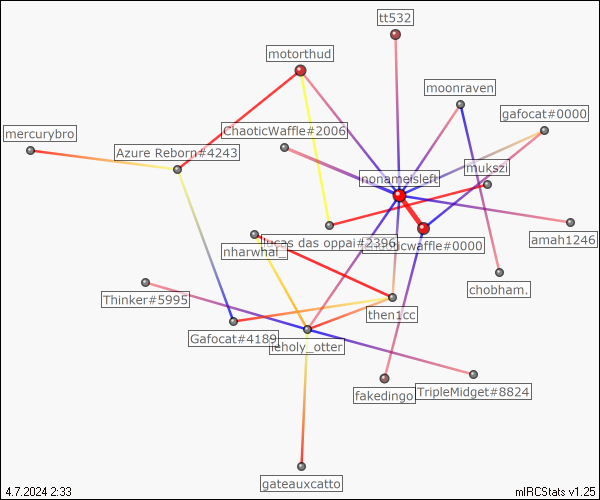 tt532
motorthud
moonraven
gafocat#0000
ChaoticWaffle#2006
mercurybro
Azure Reborn#4243
mukszi
nonameisleft
lucas das oppai#2396
chaoticwaffle#0000
amah1246
nharwhal_
chobham.
Thinker#5995
then1cc
Gafocat#4189
leholy_otter
fakedingo
TripleMidget#8824
gateauxcatto
4.7.2024 2:33
mIRCStats v1.25